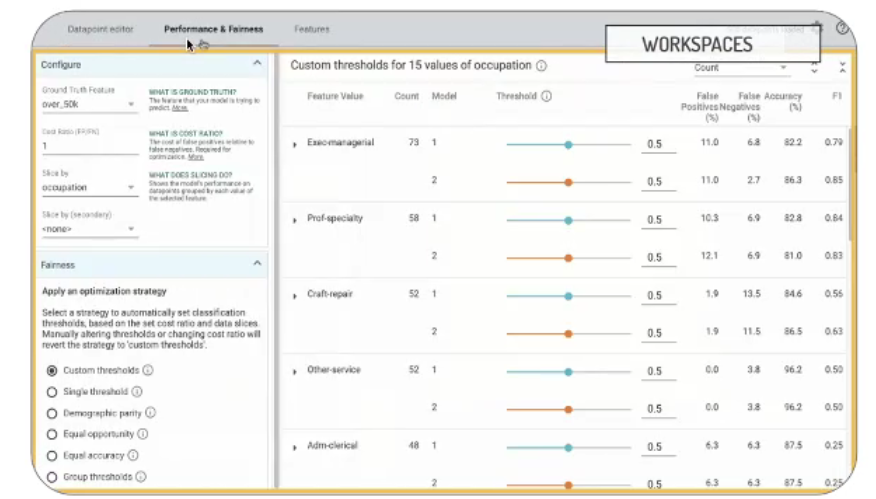 Datapoint editor Performance & Fairness Features
WORKSPACES
Configure
Ground Truth Feature
over_50k
WHAT IS GROUND TRUTH?
The feature that your model is trying to
predict. More.
Cost Ratio (FP/FN)
1
WHAT IS COST RATIO?
The cost of false positives relative to
false negatives. Required for
optimization. More.
Slice by
occupation
WHAT DOES SLICING DO?
Shows the model's performance on
datapoints grouped by each value of
the selected feature.
Slice by (secondary)
<none>
Fairness
Apply an optimization strategy
Select a strategy to automatically set classification
thresholds, based on the set cost ratio and data slices.
Manually altering thresholds or changing cost ratio will
revert the strategy to 'custom thresholds'.
Custom thresholds
Single threshold
Demographic parity
Equal opportunity
Equal accuracy
Group thresholds
Custom thresholds for 15 values of occupation
Count
Feature Value Count Model Threshold False Positives (%) False Negatives (%) Accuracy (%) F1
Exec-managerial 73 1 0.5 11.0 6.8 82.2 0.79
2 0.5 11.0 2.7 86.3 0.85
Prof-specialty 58 1 0.5 10.3 6.9 82.8 0.84
2 0.5 12.1 6.9 81.0 0.83
Craft-repair 52 1 0.5 1.9 13.5 84.6 0.56
2 0.5 1.9 11.5 86.5 0.63
Other-service 52 1 0.5 0.0 3.8 96.2 0.50
2 0.5 0.0 3.8 96.2 0.50
Adm-clerical 48 1 0.5 6.3 6.3 87.5 0.25
2 0.5 6.3 6.3 87.5 0.25